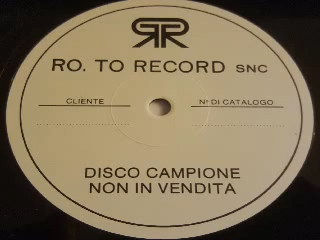 RR
RO. TO RECORD SNC
CLIENTE N° DI CATALOGO
DISCO CAMPIONE
NON IN VENDITA